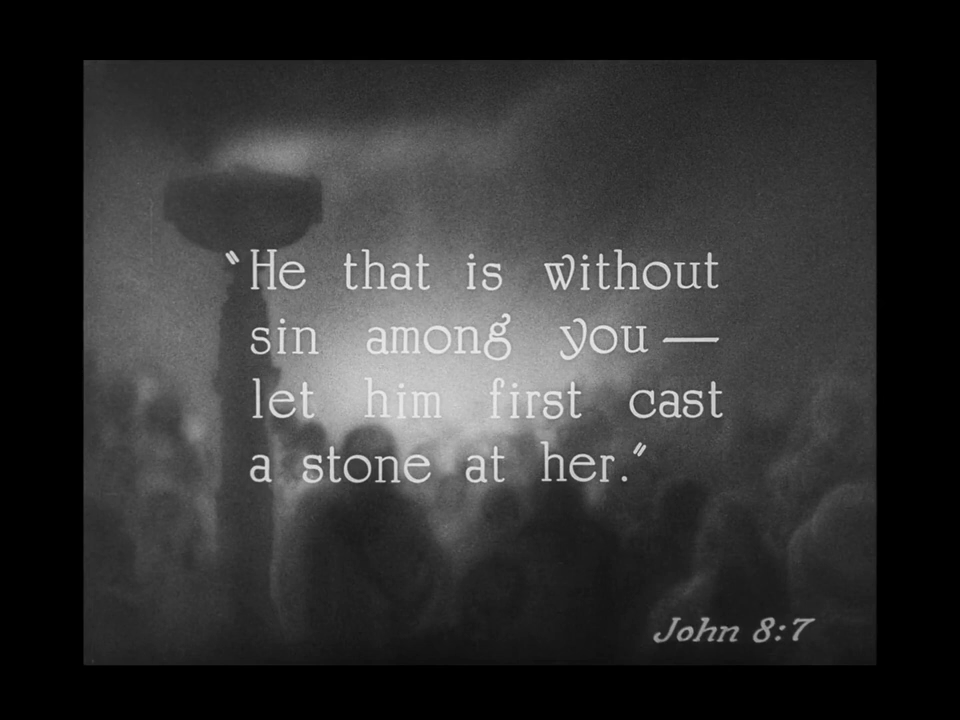 "He that is without
sin among you —
let him first cast
a stone at her."
John 8:7